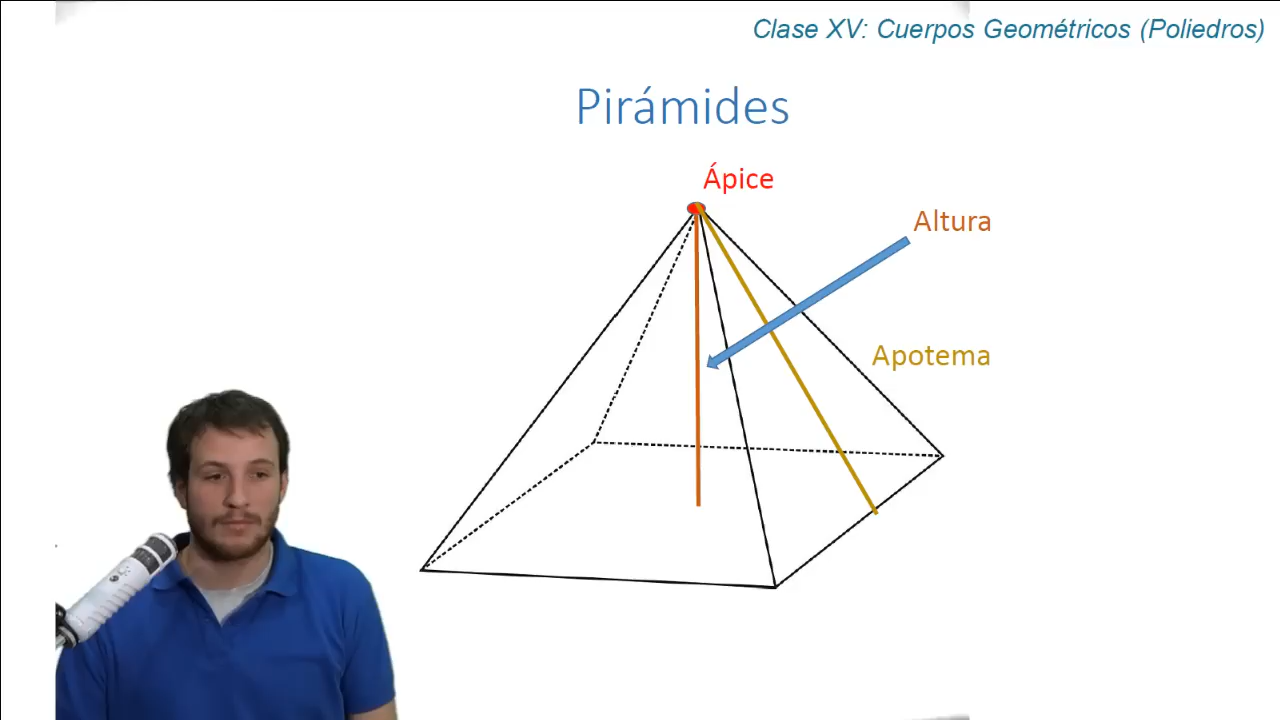 Clase XV: Cuerpos Geométricos (Poliedros)
Pirámides
Ápice
Altura
Apotema